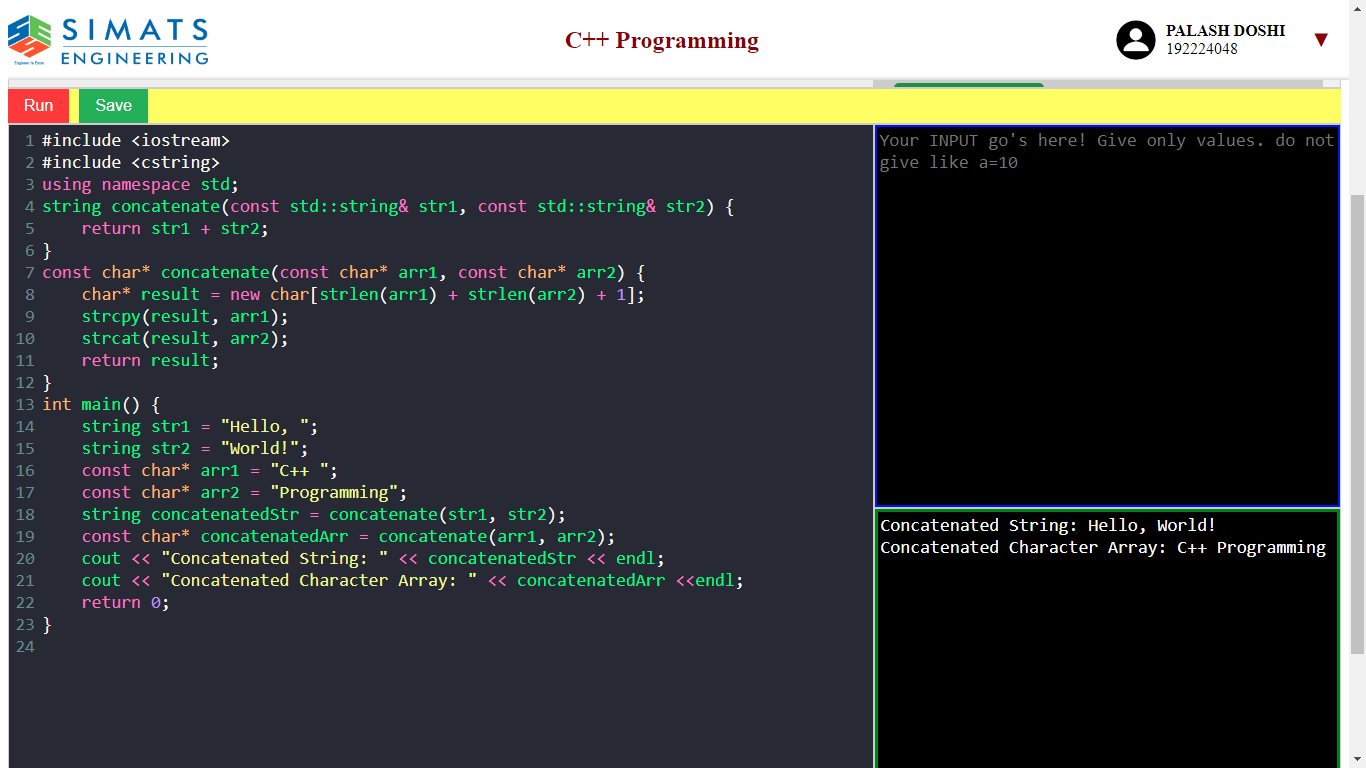 SIMATS
ENGINEERING
Engineer to Excel
C++ Programming
PALASH DOSHI
192224048
▼
Run
Save
1 #include <iostream>
2 #include <cstring>
3 using namespace std;
4 string concatenate(const std::string& str1, const std::string& str2) {
5     return str1 + str2;
6 }
7 const char* concatenate(const char* arr1, const char* arr2) {
8     char* result = new char[strlen(arr1) + strlen(arr2) + 1];
9     strcpy(result, arr1);
10     strcat(result, arr2);
11     return result;
12 }
13 int main() {
14     string str1 = "Hello, ";
15     string str2 = "World!";
16     const char* arr1 = "C++ ";
17     const char* arr2 = "Programming";
18     string concatenatedStr = concatenate(str1, str2);
19     const char* concatenatedArr = concatenate(arr1, arr2);
20     cout << "Concatenated String: " << concatenatedStr << endl;
21     cout << "Concatenated Character Array: " << concatenatedArr <<endl;
22     return 0;
23 }
24
Your INPUT go's here! Give only values. do not
give like a=10
Concatenated String: Hello, World!
Concatenated Character Array: C++ Programming